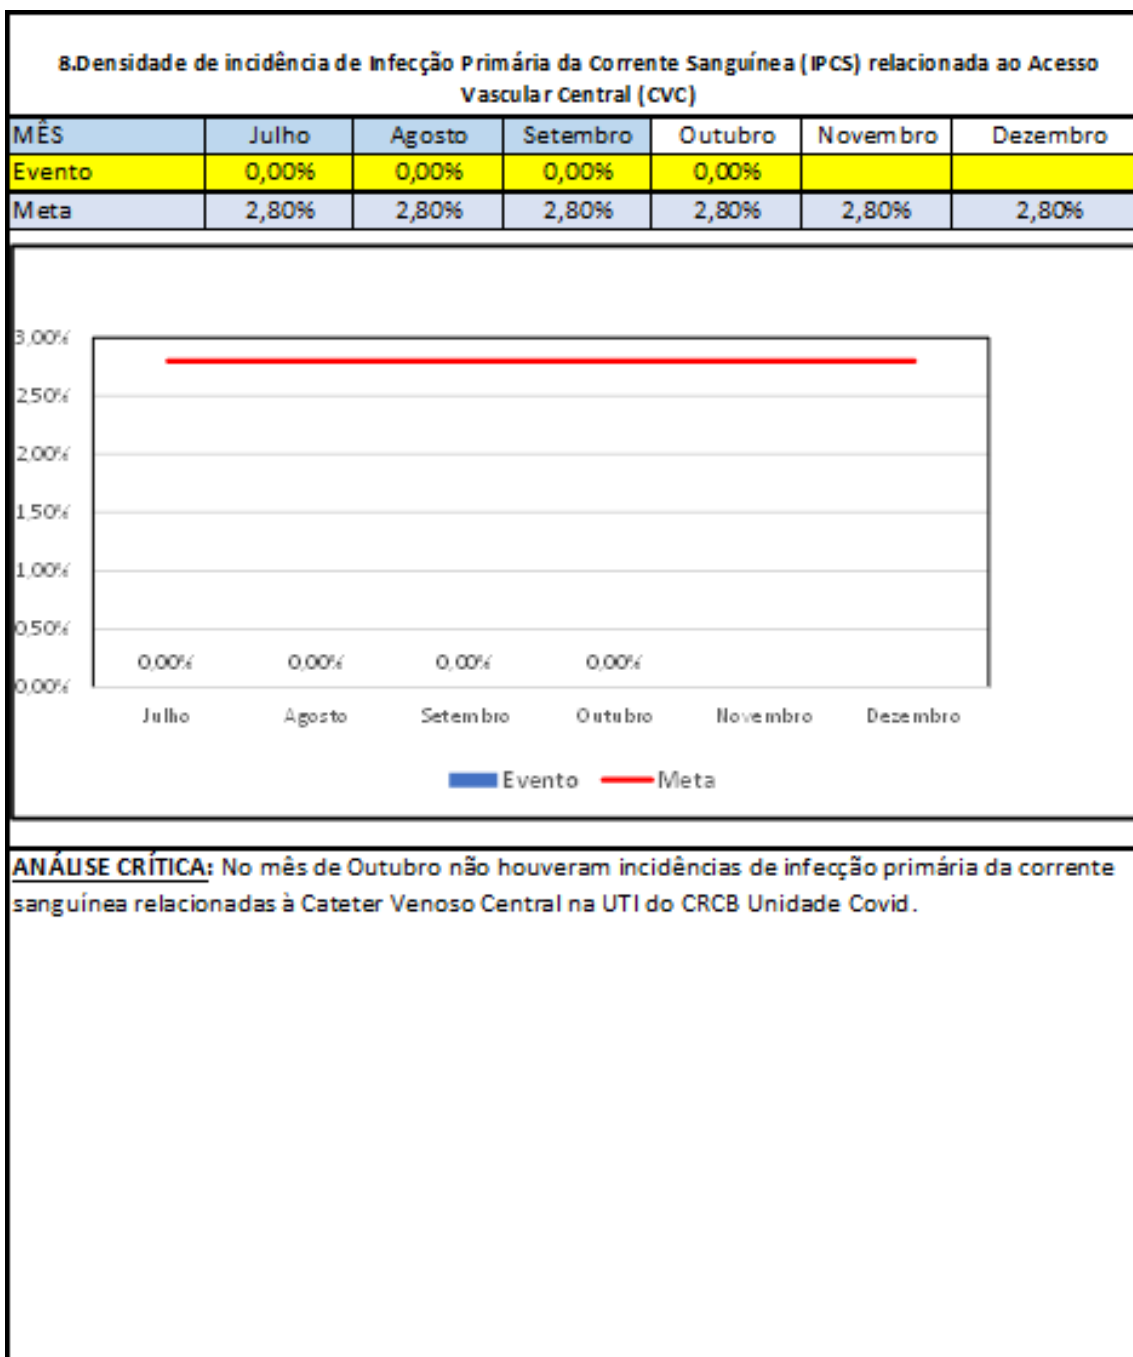 8.Densidade de incidência de Infecção Primária da Corrente Sanguínea (IPCS) relacionada ao Acesso
Vascular Central (CVC)
MÊS Julho Agosto Setembro Outubro Novembro Dezembro
Evento 0,00% 0,00% 0,00% 0,00%
Meta 2,80% 2,80% 2,80% 2,80% 2,80% 2,80%
3,00%
2,50%
2,00%
1,50%
1,00%
0,50%
0,00% 0,00% 0,00% 0,00%
0,00%
Julho Agosto Setembro Outubro Novembro Dezembro
Evento Meta
ANÁLISE CRÍTICA: No mês de Outubro não houveram incidências de infecção primária da corrente
sanguínea relacionadas à Cateter Venoso Central na UTI do CRCB Unidade Covid.